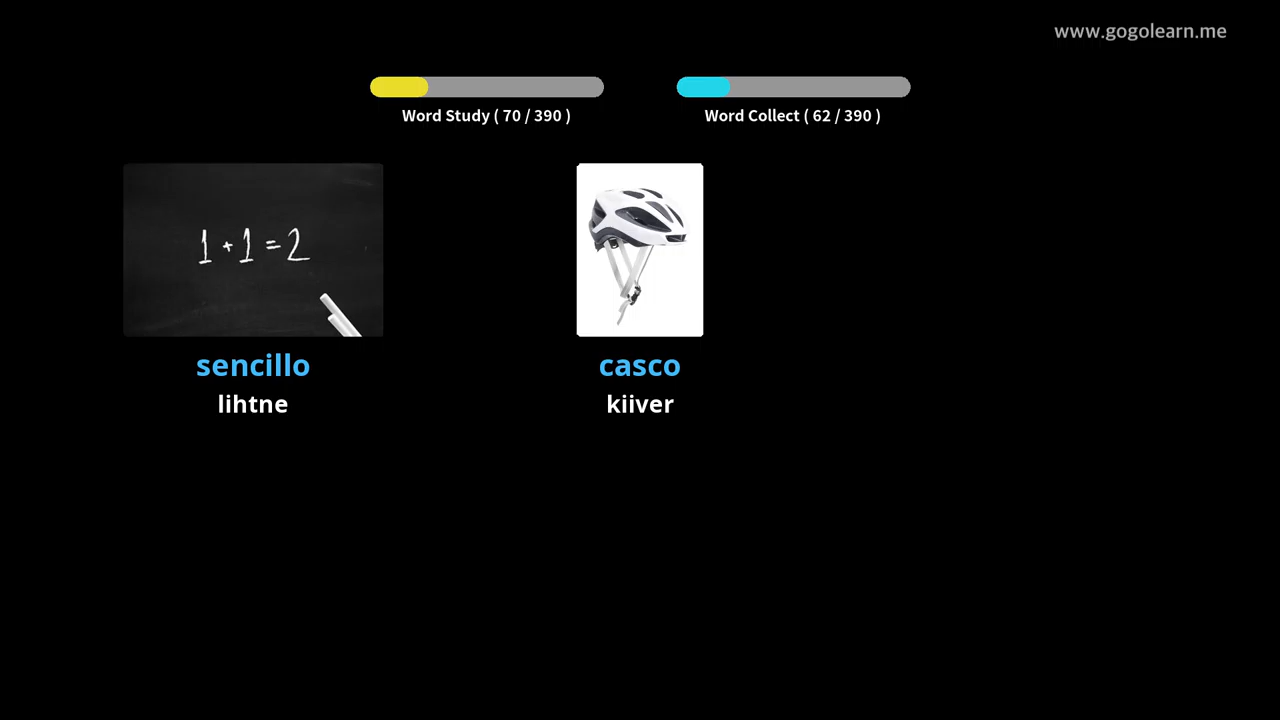 www.gogolearn.me
Word Study ( 70 / 390 )
Word Collect ( 62 / 390 )
1 + 1 = 2
sencillo
lihtne
casco
kiiver